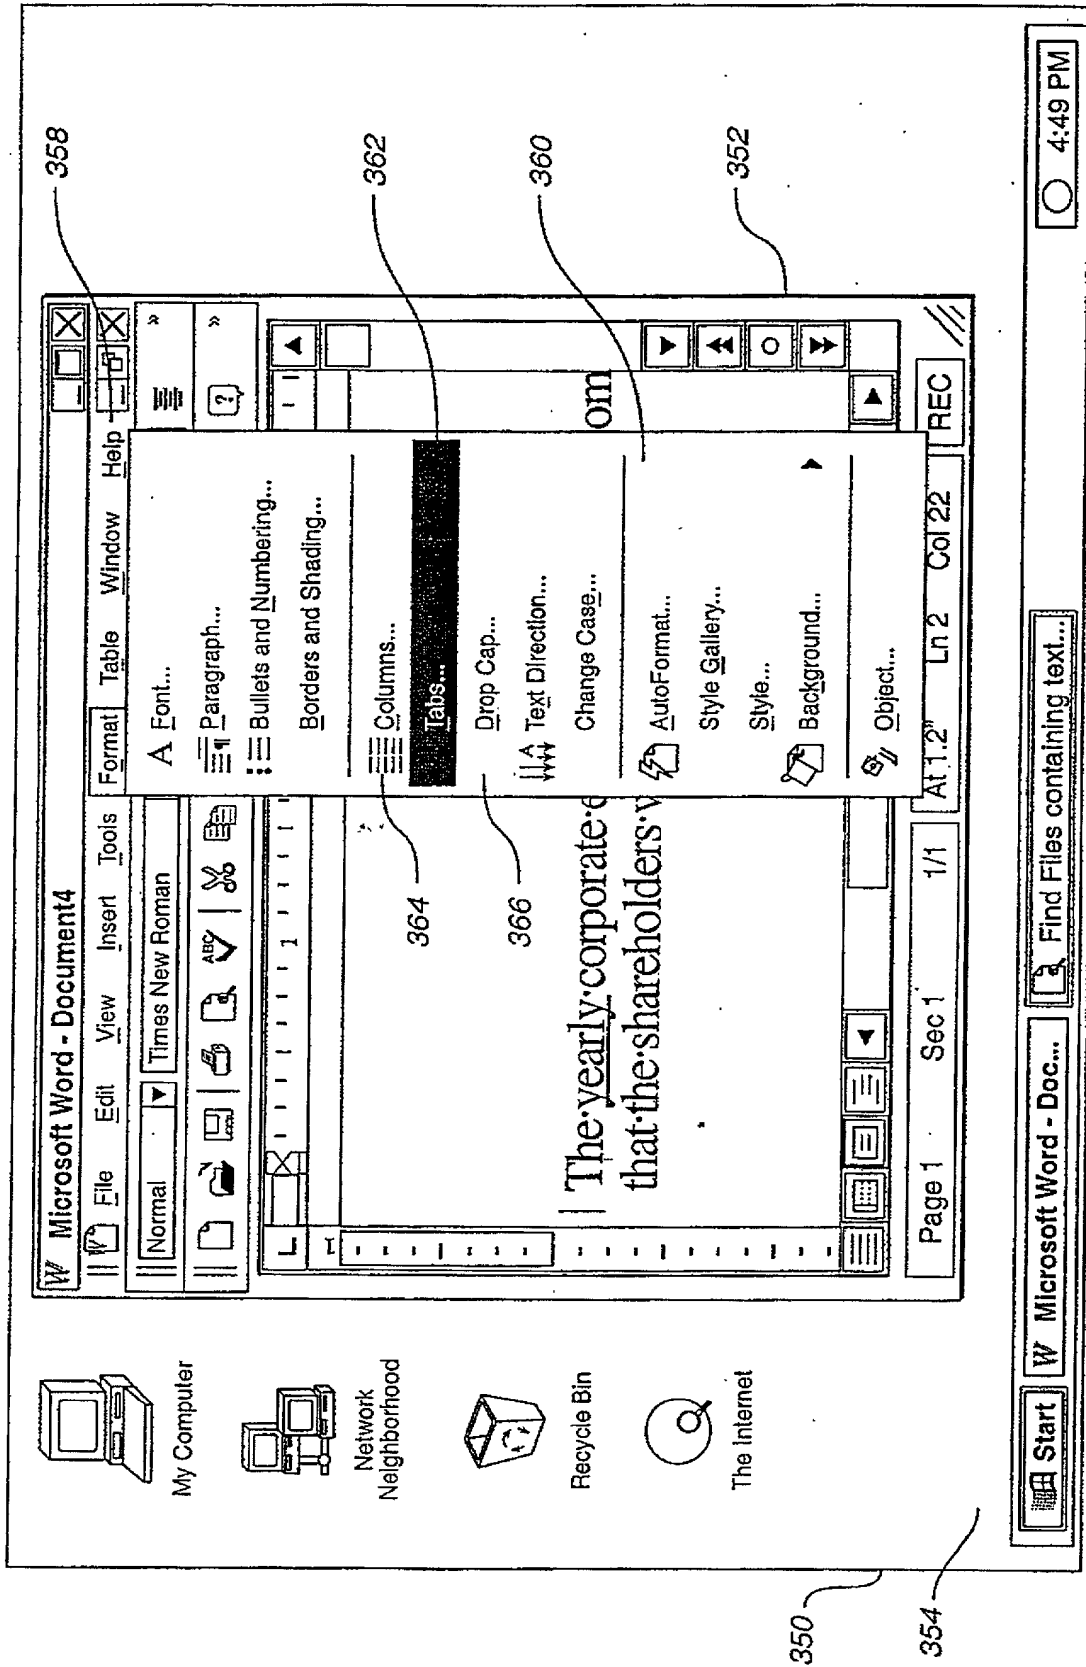 My Computer
Network
Neighborhood
Recycle Bin
The Internet
W Microsoft Word - Document4
File Edit View Insert Tools Format Table Window Help
Normal Times New Roman
ABC
?
1
Font...
Paragraph...
Bullets and Numbering...
Borders and Shading...
Columns...
Tabs...
Drop Cap...
Text Direction...
Change Case...
AutoFormat...
Style Gallery...
Style...
Background...
Object...
The·yearly·corporate·e
om
that·the·shareholders·w
Page 1 Sec 1 1/1 At 1.2" Ln 2 Col 22 REC
Start W Microsoft Word - Doc... Find Files containing text... 4:49 PM
358
362
360
352
364
366
350
354